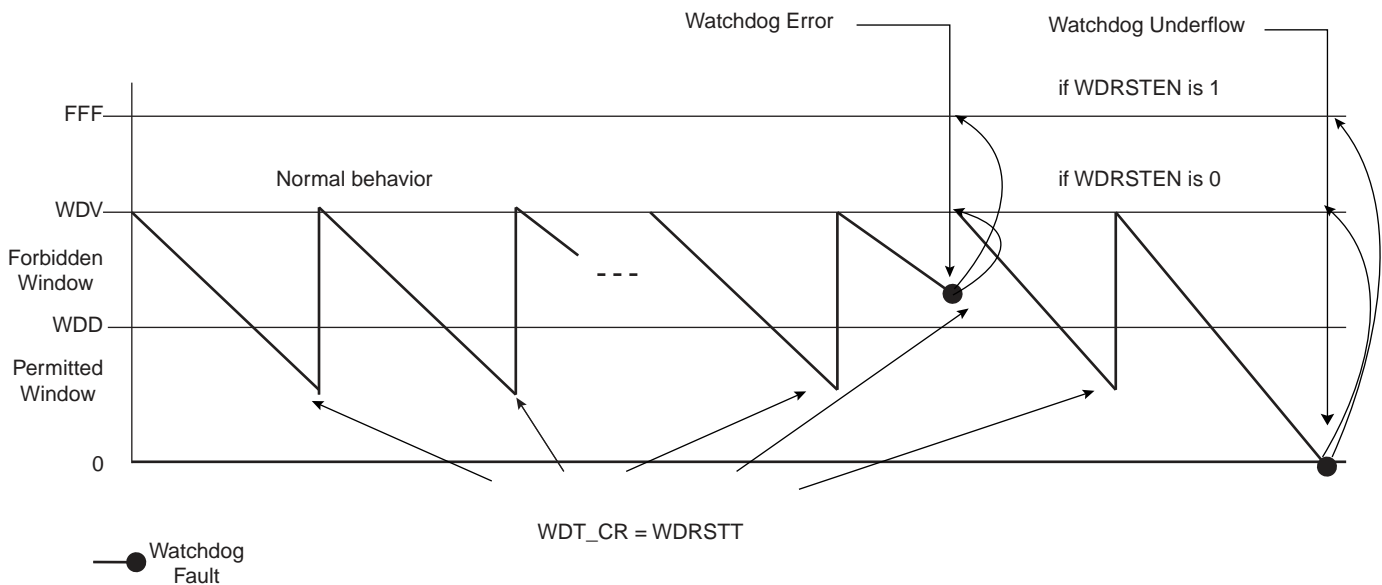 Watchdog Error
Watchdog Underflow
if WDRSTEN is 1
FFF
Normal behavior
if WDRSTEN is 0
WDV
Forbidden
Window
WDD
Permitted
Window
0
WDT_CR = WDRSTT
Watchdog
Fault